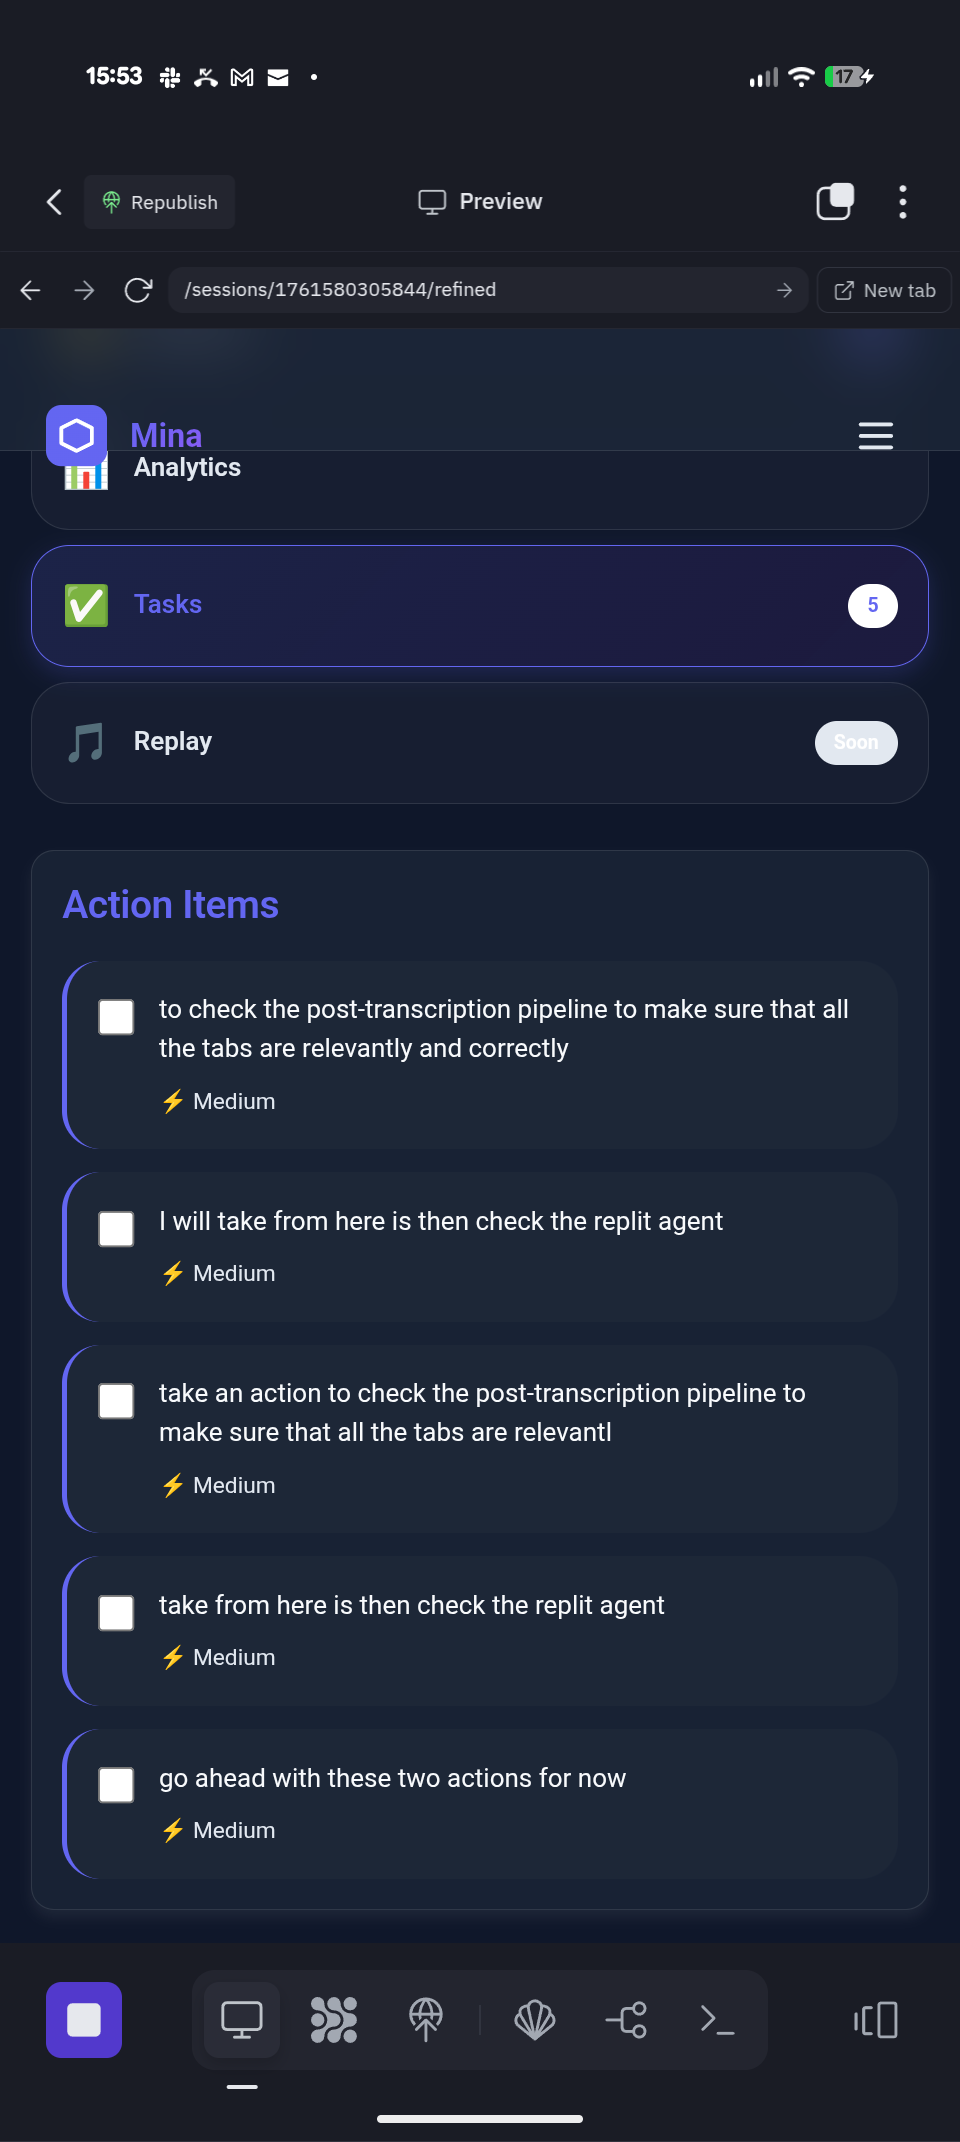 15:53
17
Republish
Preview
/sessions/1761580305844/refined
New tab
Mina
Analytics
Tasks
5
Replay
Soon
Action Items
to check the post-transcription pipeline to make sure that all
the tabs are relevantly and correctly
⚡ Medium
I will take from here is then check the replit agent
⚡ Medium
take an action to check the post-transcription pipeline to
make sure that all the tabs are relevantl
⚡ Medium
take from here is then check the replit agent
⚡ Medium
go ahead with these two actions for now
⚡ Medium